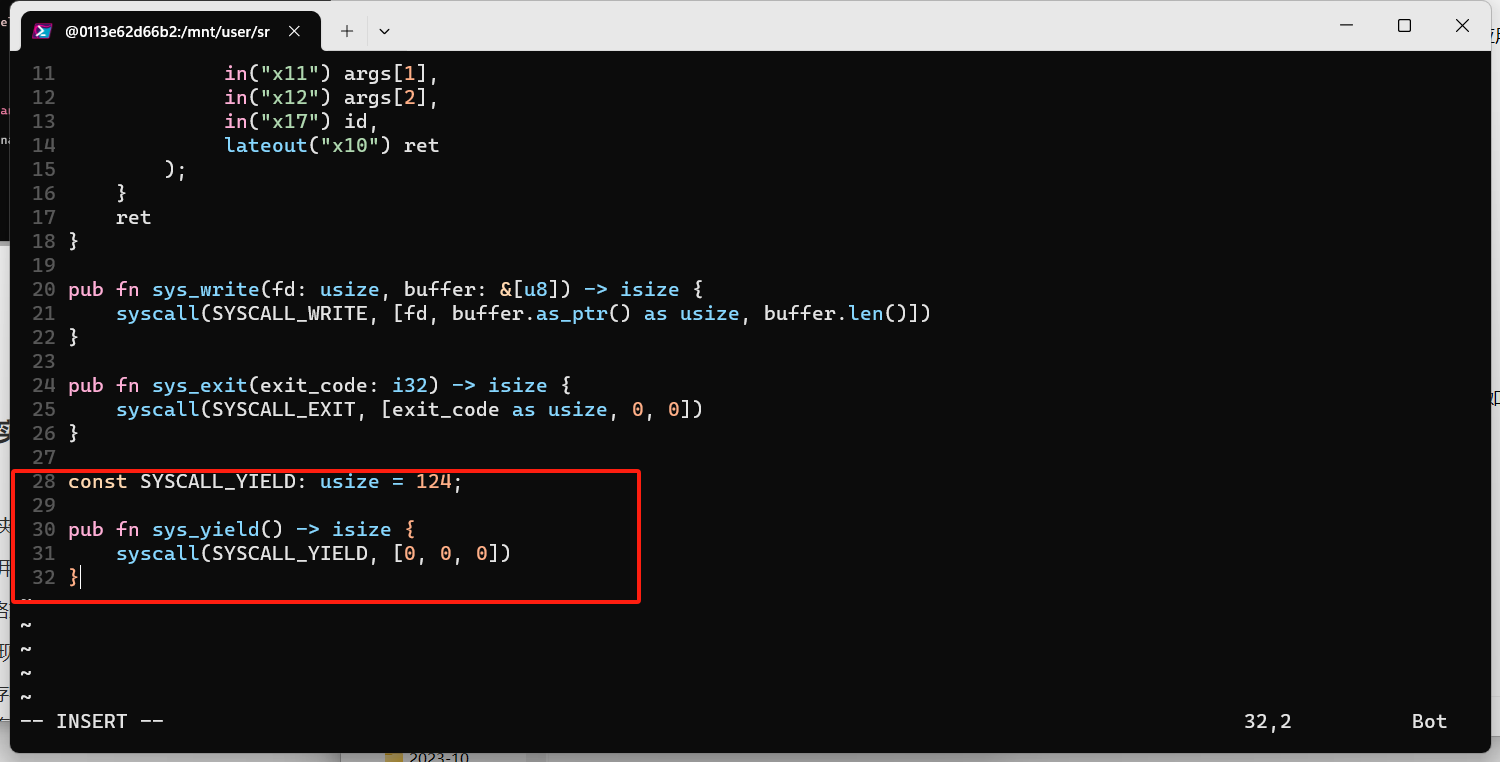 @0113e62d66b2:/mnt/user/sr
11             in("x11") args[1],
12             in("x12") args[2],
13             in("x17") id,
14             lateout("x10") ret
15         );
16     }
17     ret
18 }
19
20 pub fn sys_write(fd: usize, buffer: &[u8]) -> isize {
21     syscall(SYSCALL_WRITE, [fd, buffer.as_ptr() as usize, buffer.len()])
22 }
23
24 pub fn sys_exit(exit_code: i32) -> isize {
25     syscall(SYSCALL_EXIT, [exit_code as usize, 0, 0])
26 }
27
28 const SYSCALL_YIELD: usize = 124;
29
30 pub fn sys_yield() -> isize {
31     syscall(SYSCALL_YIELD, [0, 0, 0])
32 }
~
~
~
~
~
-- INSERT -- 32,2 Bot
2023-10